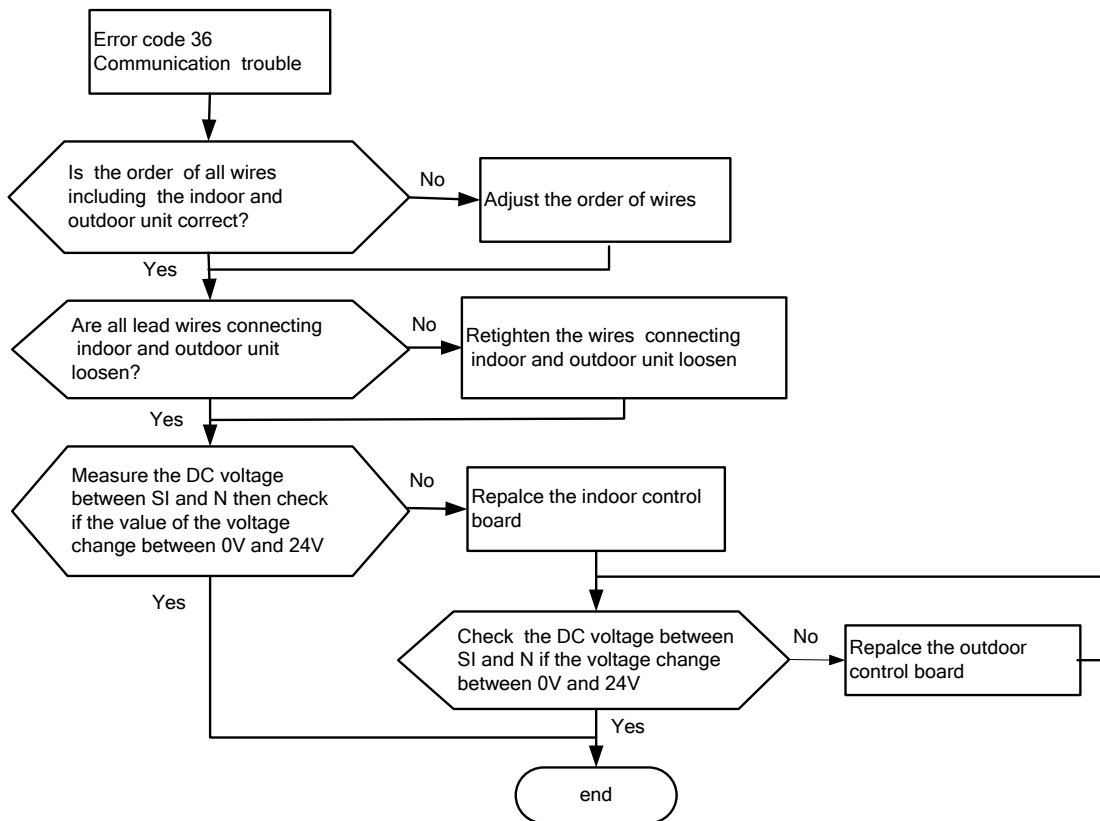 Error code 36
Communication trouble
Is the order of all wires
including the indoor and
outdoor unit correct?
No
Adjust the order of wires
Yes
Are all lead wires connecting
indoor and outdoor unit
loosen?
No
Retighten the wires connecting
indoor and outdoor unit loosen
Yes
Measure the DC voltage
between SI and N then check
if the value of the voltage
change between 0V and 24V
No
Repalce the indoor control
board
Yes
Check the DC voltage between
SI and N if the voltage change
between 0V and 24V
No
Repalce the outdoor
control board
Yes
end